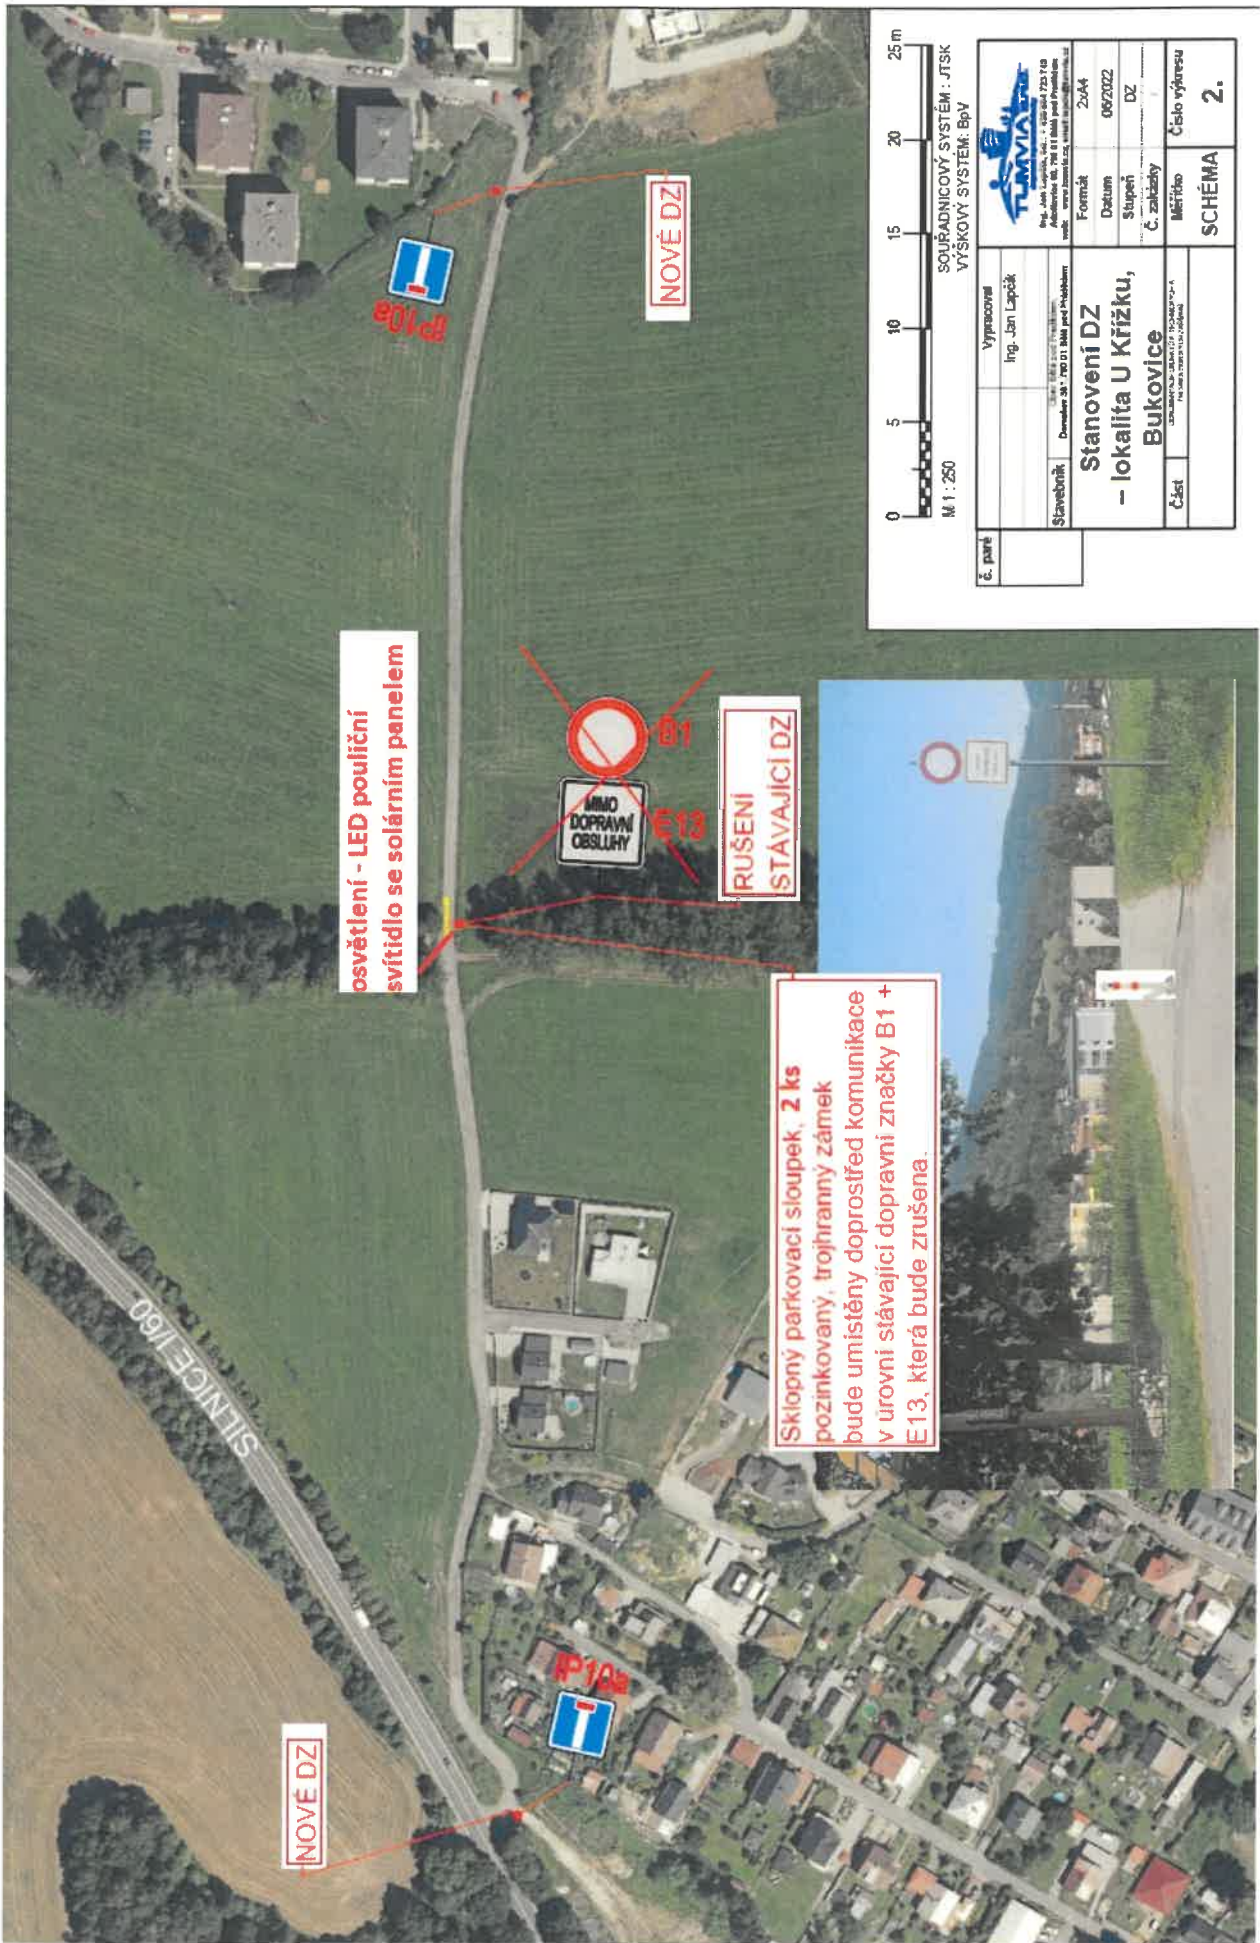 NOVÉ DZ
SILNICE I/60
IP10a
osvětlení - LED pouliční
svítidlo se solárním panelem
IP10a
NOVÉ DZ
B1
MIMO
DOPRAVNÍ
OBSLUHY
E13
RUŠENÍ
STÁVAJÍCÍ DZ
Sklopný parkovací sloupek, 2 ks
pozinkovaný, trojhranný zámek
bude umístěny doprostřed komunikace
v úrovni stávající dopravní značky B1 +
E13, která bude zrušena.
0 5 10 15 20 25 m
M 1 : 250
SOUŘADNICOVÝ SYSTÉM : JTSK
VÝŠKOVÝ SYSTÉM: BpV
č. paré
Vypracoval
Ing. Jan Lapčík
TUMVIA
Stavebník
Formát 2xA4
Datum 06/2022
Stupeň DZ
Č. zakázky
Stanovení DZ
– lokalita U Křížku,
Bukovice
Část
Měřítko
Číslo výkresu
SCHÉMA
2.